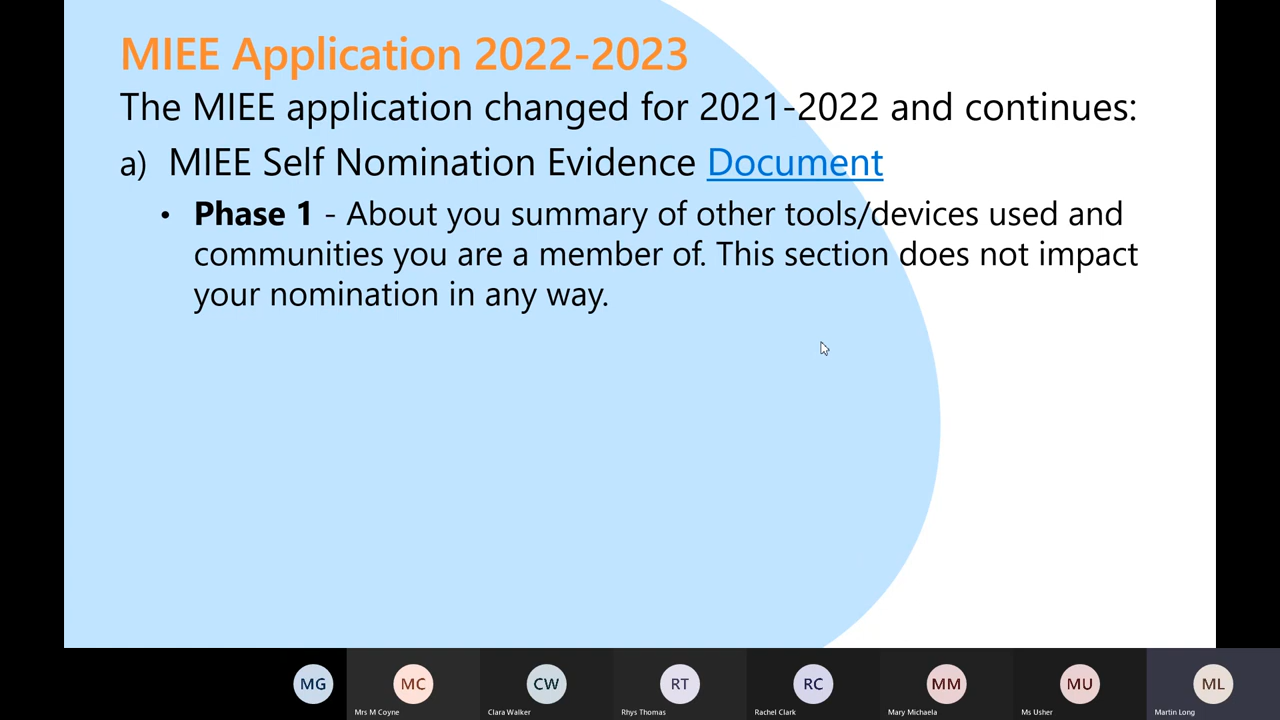 MIEE Application 2022-2023
The MIEE application changed for 2021-2022 and continues:
a) MIEE Self Nomination Evidence Document
• Phase 1 - About you summary of other tools/devices used and
communities you are a member of. This section does not impact
your nomination in any way.
MG MC CW RT RC MM MU ML
Mrs M Coyne Clara Walker Rhys Thomas Rachel Clark Mary Michaela Ms Usher Martin Long